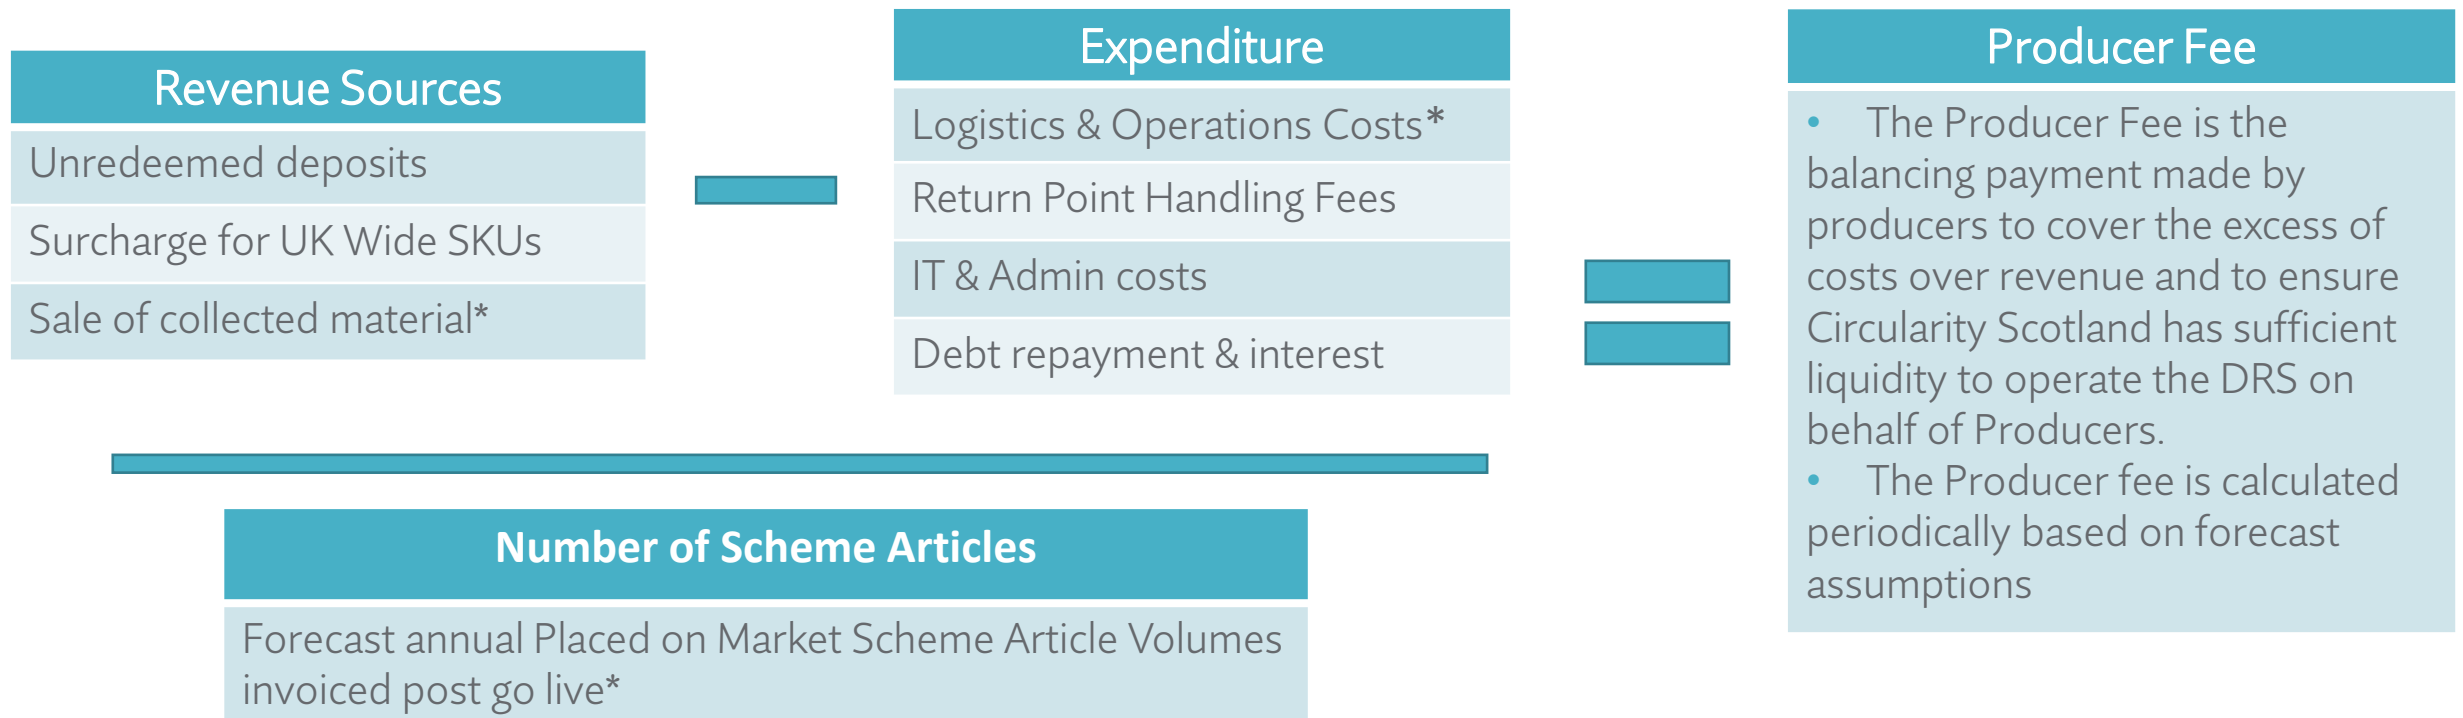 Revenue Sources
Unredeemed deposits
Surcharge for UK Wide SKUs
Sale of collected material*
Expenditure
Logistics & Operations Costs*
Return Point Handling Fees
IT & Admin costs
Debt repayment & interest
Number of Scheme Articles
Forecast annual Placed on Market Scheme Article Volumes
invoiced post go live*
Producer Fee
• The Producer Fee is the
balancing payment made by
producers to cover the excess of
costs over revenue and to ensure
Circularity Scotland has sufficient
liquidity to operate the DRS on
behalf of Producers.
• The Producer fee is calculated
periodically based on forecast
assumptions